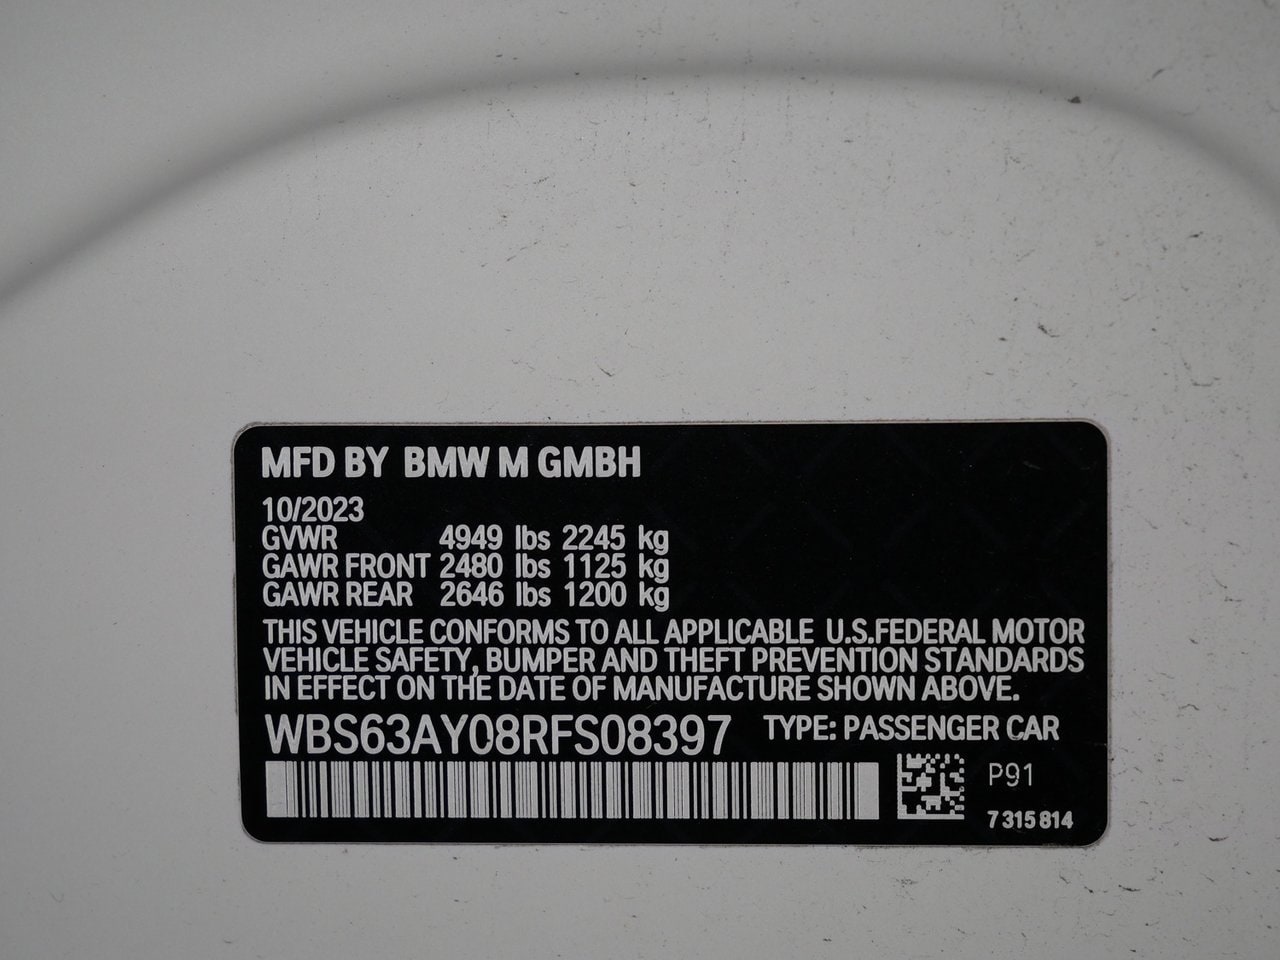 MFD BY BMW M GMBH
10/2023
GVWR 4949 lbs 2245 kg
GAWR FRONT 2480 lbs 1125 kg
GAWR REAR 2646 lbs 1200 kg
THIS VEHICLE CONFORMS TO ALL APPLICABLE U.S.FEDERAL MOTOR
VEHICLE SAFETY, BUMPER AND THEFT PREVENTION STANDARDS
IN EFFECT ON THE DATE OF MANUFACTURE SHOWN ABOVE.
WBS63AY08RFS08397 TYPE: PASSENGER CAR
P91
7 315 814